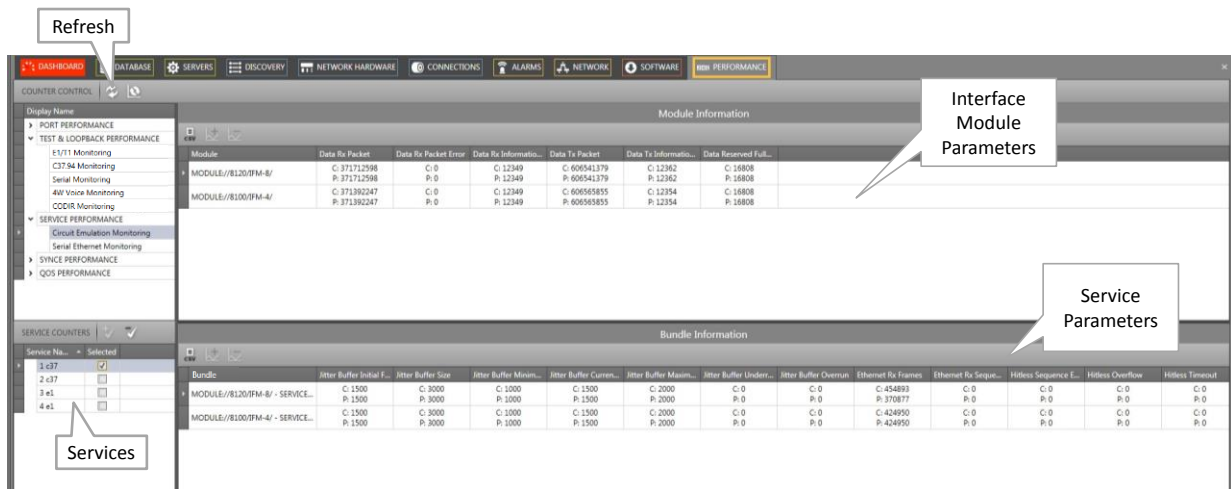 Refresh
DASHBOARD DATABASE SERVERS DISCOVERY NETWORK HARDWARE CONNECTIONS ALARMS NETWORK SOFTWARE PERFORMANCE
COUNTER CONTROL
Display Name
PORT PERFORMANCE
TEST & LOOPBACK PERFORMANCE
E1/T1 Monitoring
C37.94 Monitoring
Serial Monitoring
4W Voice Monitoring
CODIR Monitoring
SERVICE PERFORMANCE
Circuit Emulation Monitoring
Serial Ethernet Monitoring
SYNCE PERFORMANCE
QOS PERFORMANCE
Module Information
CSV
Module Data Rx Packet Data Rx Packet Error Data Rx Informatio... Data Tx Packet Data Tx Informatio... Data Reserved Full...
MODULE://8120/IFM-8/
C: 371712598 C: 0 C: 12349 C: 606541379 C: 12362 C: 16808
P: 371712598 P: 0 P: 12349 P: 606541379 P: 12362 P: 16808
MODULE://8100/IFM-4/
C: 371392247 C: 0 C: 12349 C: 606565855 C: 12354 C: 16808
P: 371392247 P: 0 P: 12349 P: 606565855 P: 12354 P: 16808
Interface
Module
Parameters
SERVICE COUNTERS
Service Na... Selected
1 c37
2 c37
3 e1
4 e1
Services
Bundle Information
CSV
Bundle Jitter Buffer Initial F... Jitter Buffer Size Jitter Buffer Minim... Jitter Buffer Curren... Jitter Buffer Maxim... Jitter Buffer Underr... Jitter Buffer Overrun Ethernet Rx Frames Ethernet Rx Seque... Hitless Sequence E... Hitless Overflow Hitless Timeout
MODULE://8120/IFM-8/ - SERVICE...
C: 1500 C: 3000 C: 1000 C: 1500 C: 2000 C: 0 C: 0 C: 454893 C: 0 C: 0 C: 0 C: 0
P: 1500 P: 3000 P: 1000 P: 1500 P: 2000 P: 0 P: 0 P: 370877 P: 0 P: 0 P: 0 P: 0
MODULE://8100/IFM-4/ - SERVICE...
C: 1500 C: 3000 C: 1000 C: 1500 C: 2000 C: 0 C: 0 C: 424950 C: 0 C: 0 C: 0 C: 0
P: 1500 P: 3000 P: 1000 P: 1500 P: 2000 P: 0 P: 0 P: 424950 P: 0 P: 0 P: 0 P: 0
Service
Parameters